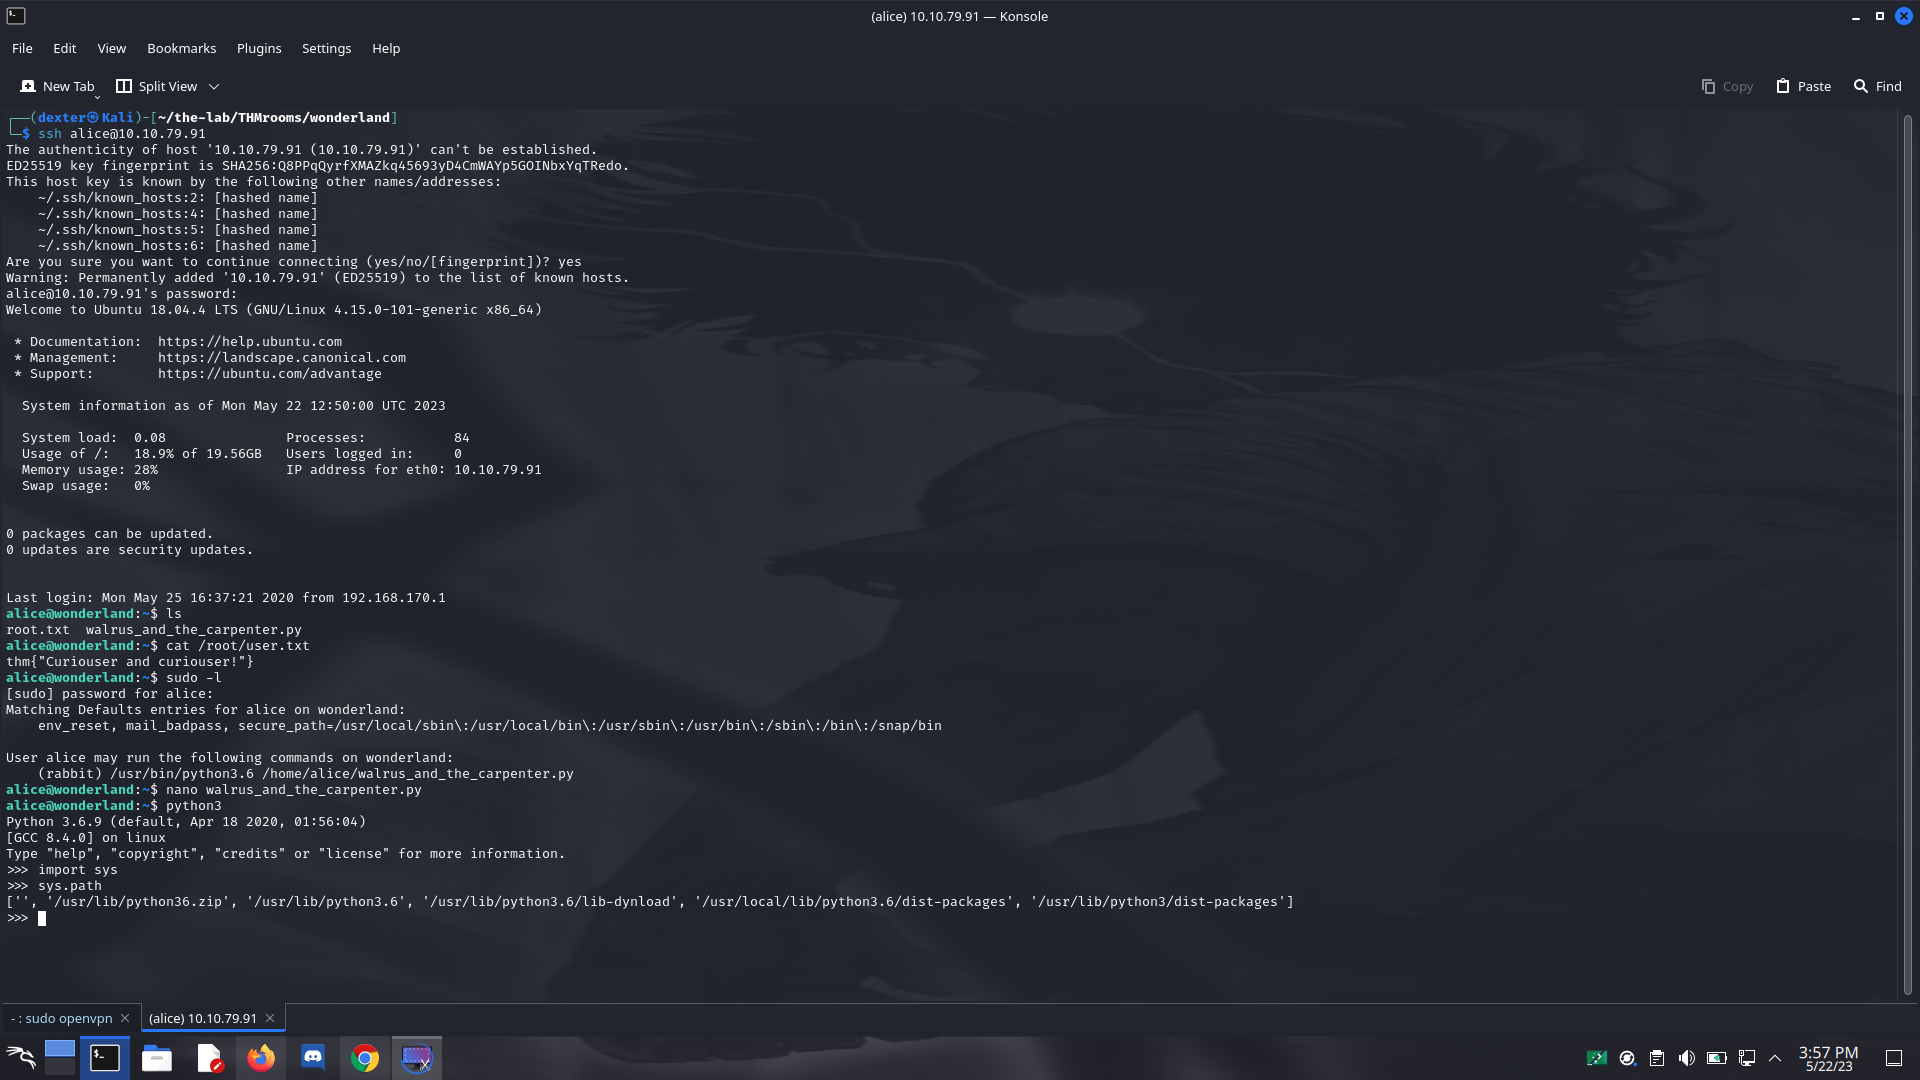 (alice) 10.10.79.91 — Konsole
File Edit View Bookmarks Plugins Settings Help
New Tab Split View Copy Paste Find
┌──(dexter㉿Kali)-[~/the-lab/THMrooms/wonderland]
└─$ ssh alice@10.10.79.91
The authenticity of host '10.10.79.91 (10.10.79.91)' can't be established.
ED25519 key fingerprint is SHA256:Q8PPqQyrfXMAZkq45693yD4CmWAYp5GOINbxYqTRedo.
This host key is known by the following other names/addresses:
    ~/.ssh/known_hosts:2: [hashed name]
    ~/.ssh/known_hosts:4: [hashed name]
    ~/.ssh/known_hosts:5: [hashed name]
    ~/.ssh/known_hosts:6: [hashed name]
Are you sure you want to continue connecting (yes/no/[fingerprint])? yes
Warning: Permanently added '10.10.79.91' (ED25519) to the list of known hosts.
alice@10.10.79.91's password:
Welcome to Ubuntu 18.04.4 LTS (GNU/Linux 4.15.0-101-generic x86_64)
 * Documentation:  https://help.ubuntu.com
 * Management:     https://landscape.canonical.com
 * Support:        https://ubuntu.com/advantage
  System information as of Mon May 22 12:50:00 UTC 2023
  System load:  0.08               Processes:           84
  Usage of /:   18.9% of 19.56GB   Users logged in:     0
  Memory usage: 28%                IP address for eth0: 10.10.79.91
  Swap usage:   0%
0 packages can be updated.
0 updates are security updates.
Last login: Mon May 25 16:37:21 2020 from 192.168.170.1
alice@wonderland:~$ ls
root.txt  walrus_and_the_carpenter.py
alice@wonderland:~$ cat /root/user.txt
thm{"Curiouser and curiouser!"}
alice@wonderland:~$ sudo -l
[sudo] password for alice:
Matching Defaults entries for alice on wonderland:
    env_reset, mail_badpass, secure_path=/usr/local/sbin\:/usr/local/bin\:/usr/sbin\:/usr/bin\:/sbin\:/bin\:/snap/bin
User alice may run the following commands on wonderland:
    (rabbit) /usr/bin/python3.6 /home/alice/walrus_and_the_carpenter.py
alice@wonderland:~$ nano walrus_and_the_carpenter.py
alice@wonderland:~$ python3
Python 3.6.9 (default, Apr 18 2020, 01:56:04)
[GCC 8.4.0] on linux
Type "help", "copyright", "credits" or "license" for more information.
>>> import sys
>>> sys.path
['', '/usr/lib/python36.zip', '/usr/lib/python3.6', '/usr/lib/python3.6/lib-dynload', '/usr/local/lib/python3.6/dist-packages', '/usr/lib/python3/dist-packages']
>>>
- : sudo openvpn (alice) 10.10.79.91
3:57 PM
5/22/23